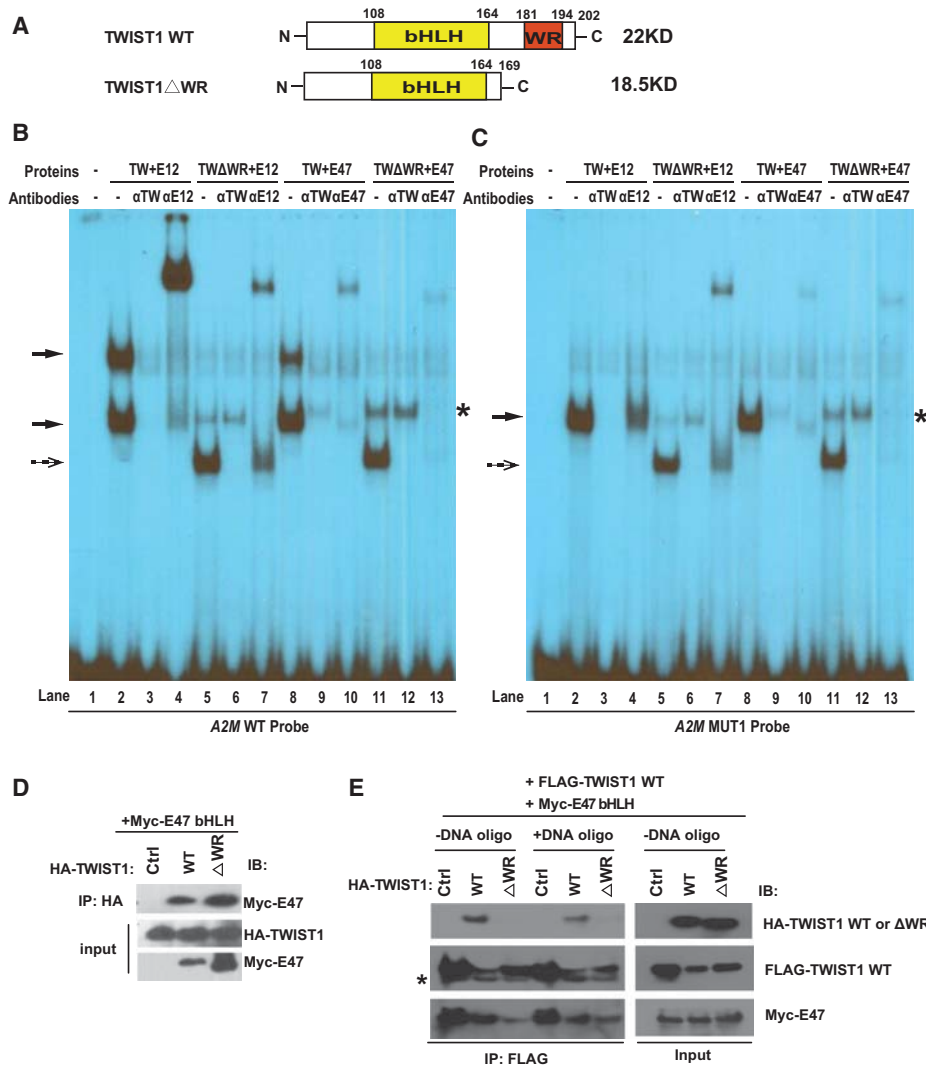 A
TWIST1 WT
N
108
164
181
194
202
bHLH
WR
C
22KD
TWIST1△WR
N
108
164
169
bHLH
C
18.5KD
B
Proteins - TW+E12 TWΔWR+E12 TW+E47 TWΔWR+E47
Antibodies - - αTW αE12 - αTW αE12 - αTW αE47 - αTW αE47
*
Lane 1 2 3 4 5 6 7 8 9 10 11 12 13
A2M WT Probe
C
Proteins - TW+E12 TWΔWR+E12 TW+E47 TWΔWR+E47
Antibodies - - αTW αE12 - αTW αE12 - αTW αE47 - αTW αE47
*
Lane 1 2 3 4 5 6 7 8 9 10 11 12 13
A2M MUT1 Probe
D
+Myc-E47 bHLH
HA-TWIST1: Ctrl WT △WR IB:
IP: HA Myc-E47
input HA-TWIST1
Myc-E47
E
+ FLAG-TWIST1 WT
+ Myc-E47 bHLH
-DNA oligo +DNA oligo -DNA oligo
HA-TWIST1: Ctrl WT △WR Ctrl WT △WR Ctrl WT △WR IB:
HA-TWIST1 WT or ΔWR
FLAG-TWIST1 WT
*
Myc-E47
IP: FLAG Input